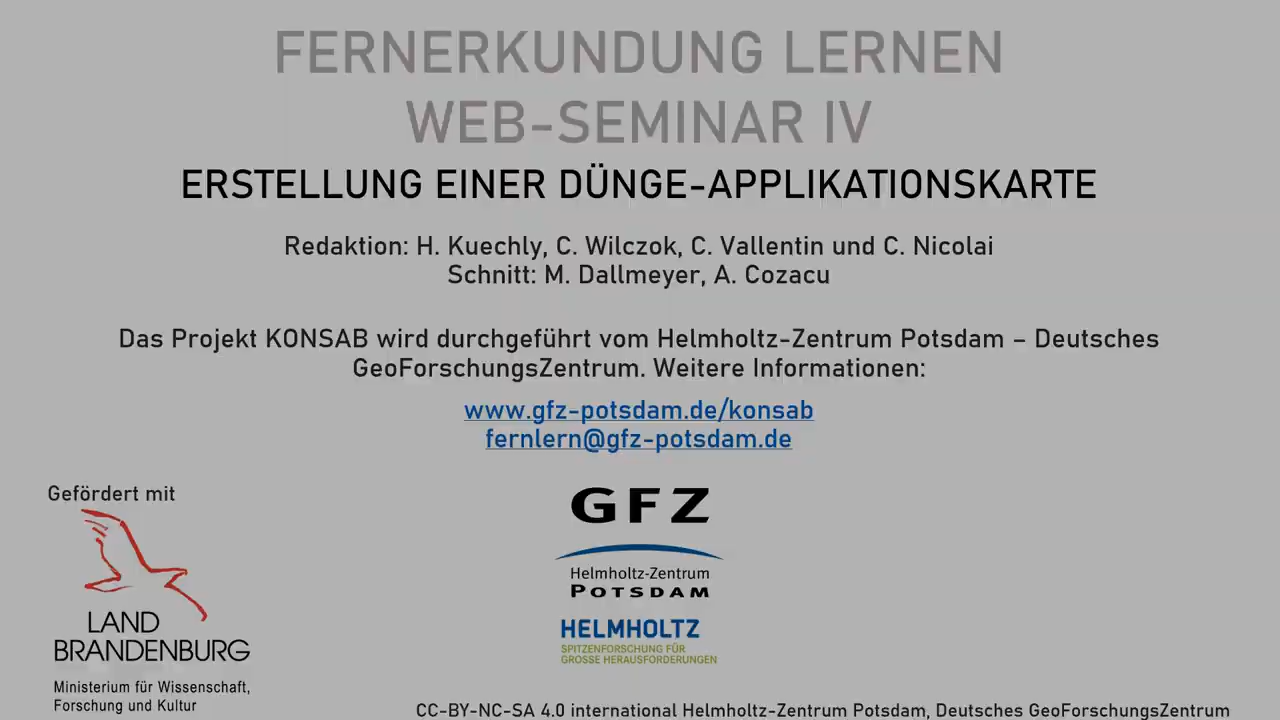 FERNERKUNDUNG LERNEN
WEB-SEMINAR IV
ERSTELLUNG EINER DÜNGE-APPLIKATIONSKARTE
Redaktion: H. Kuechly, C. Wilczok, C. Vallentin und C. Nicolai
Schnitt: M. Dallmeyer, A. Cozacu
Das Projekt KONSAB wird durchgeführt vom Helmholtz-Zentrum Potsdam – Deutsches
GeoForschungsZentrum. Weitere Informationen:
www.gfz-potsdam.de/konsab
fernlern@gfz-potsdam.de
Gefördert mit
LAND
BRANDENBURG
Ministerium für Wissenschaft,
Forschung und Kultur
GFZ
Helmholtz-Zentrum
POTSDAM
HELMHOLTZ
SPITZENFORSCHUNG FÜR
GROSSE HERAUSFORDERUNGEN
CC-BY-NC-SA 4.0 international Helmholtz-Zentrum Potsdam, Deutsches GeoForschungsZentrum